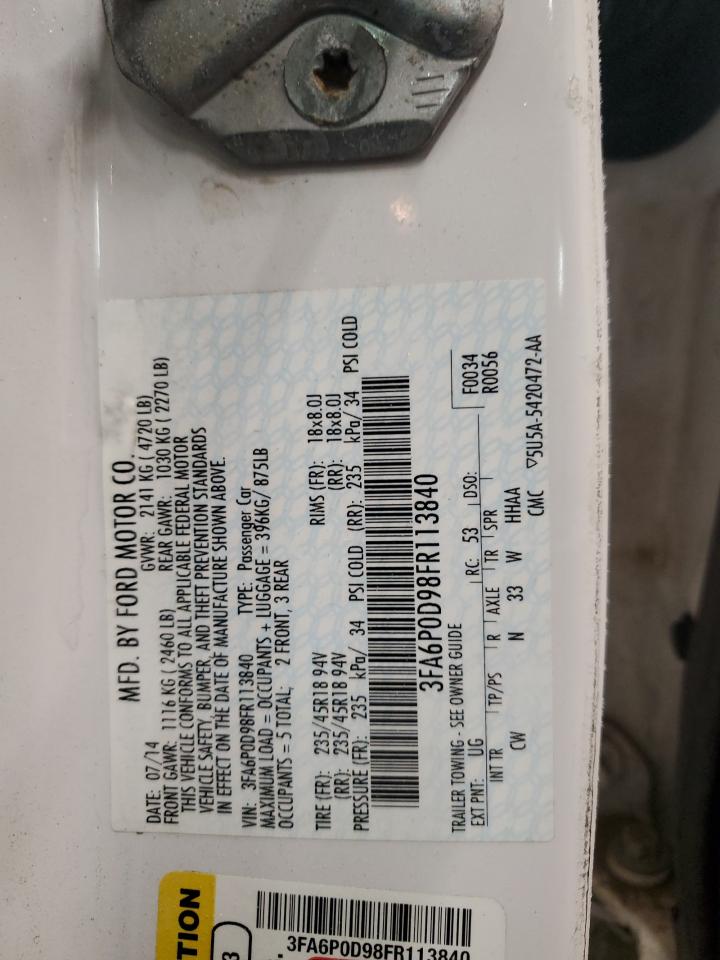 MFD. BY FORD MOTOR CO.
DATE: 07/14 GVWR: 2141 KG ( 4720 LB)
FRONT GAWR: 1116 KG ( 2460 LB) REAR GAWR: 1030 KG ( 2270 LB)
THIS VEHICLE CONFORMS TO ALL APPLICABLE FEDERAL MOTOR
VEHICLE SAFETY, BUMPER, AND THEFT PREVENTION STANDARDS
IN EFFECT ON THE DATE OF MANUFACTURE SHOWN ABOVE.
VIN: 3FA6P0D98FR113840 TYPE: Passenger Car
MAXIMUM LOAD = OCCUPANTS + LUGGAGE = 396KG/ 875LB
OCCUPANTS = 5 TOTAL; 2 FRONT, 3 REAR
TIRE (FR): 235/45R18 94V RIMS (FR): 18x8.0J
(RR): 235/45R18 94V (RR): 18x8.0J
PRESSURE (FR): 235 kPa/ 34 PSI COLD (RR): 235 kPa/ 34 PSI COLD
3FA6P0D98FR113840
TRAILER TOWING - SEE OWNER GUIDE
F0034
EXT PNT: UG RC: 53 DSO: R0056
INT TR TP/PS R AXLE TR SPR
CW N 33 W HHAA
CMC ▽5U5A-5420472-AA
TION
3
3FA6P0D98FR113840